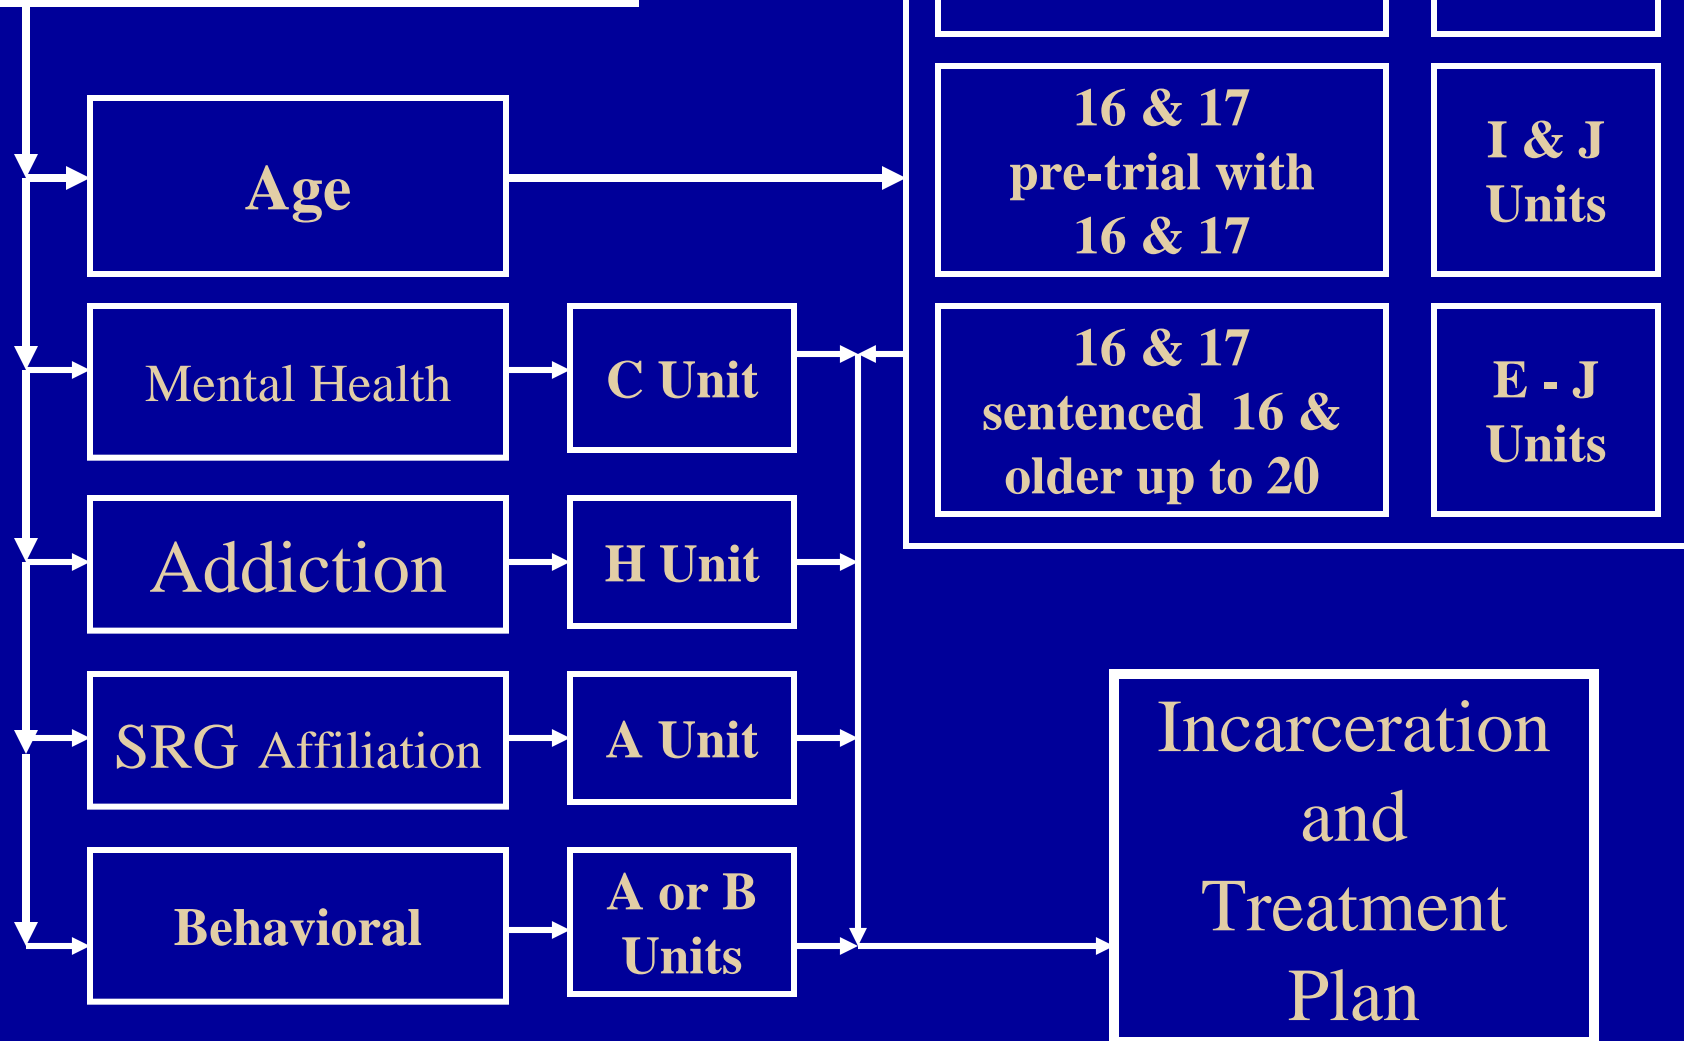 Age
16 & 17
pre-trial with
16 & 17
I & J
Units
Mental Health
C Unit
16 & 17
sentenced  16 &
older up to 20
E - J
Units
Addiction
H Unit
SRG Affiliation
A Unit
Behavioral
A or B
Units
Incarceration
and
Treatment
Plan